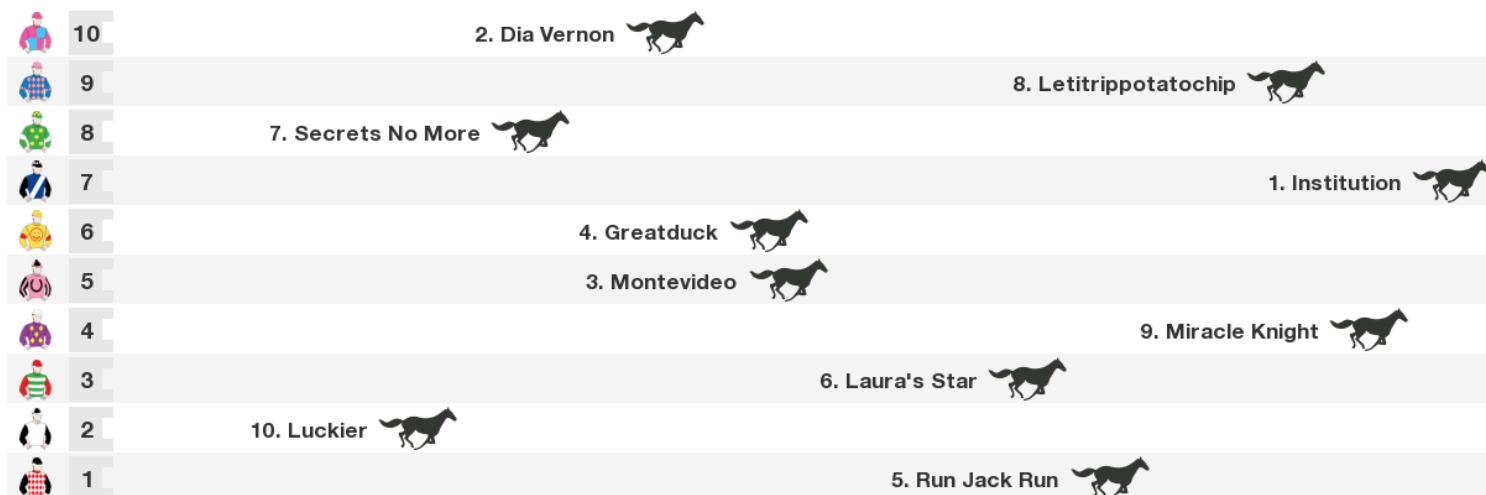 10 2. Dia Vernon
9 8. Letitrippotatochip
8 7. Secrets No More
7 1. Institution
6 4. Greatduck
5 3. Montevideo
4 9. Miracle Knight
3 6. Laura's Star
2 10. Luckier
1 5. Run Jack Run